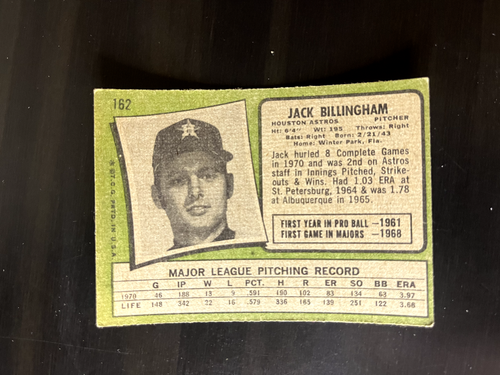 162
JACK BILLINGHAM
HOUSTON ASTROS PITCHER
Ht: 6'4" Wt: 195 Throws: Right
Bats: Right Born: 2/21/43
Home: Winter Park, Fla.
Jack hurled 8 Complete Games
in 1970 and was 2nd on Astros
staff in Innings Pitched, Strike-
outs & Wins. Had 1.03 ERA at
St. Petersburg, 1964 & was 1.78
at Albuquerque in 1965.
FIRST YEAR IN PRO BALL —1961
FIRST GAME IN MAJORS —1968
MAJOR LEAGUE PITCHING RECORD
G IP W L PCT. H R ER SO BB ERA
1970 46 188 13 9 .591 190 102 83 134 63 3.97
LIFE 148 342 22 16 .579 336 165 139 251 122 3.66